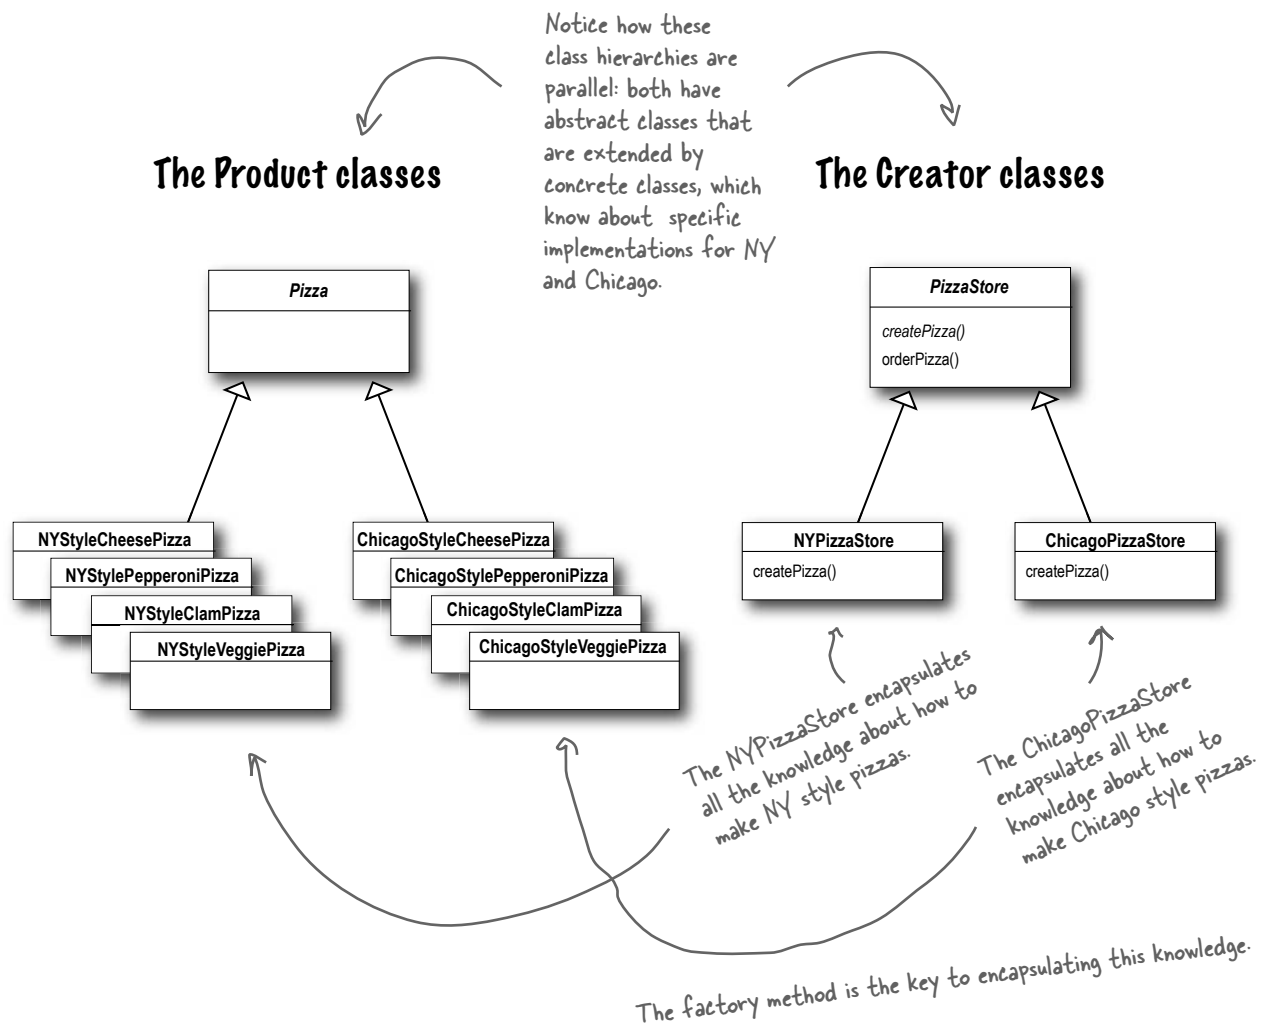 Notice how these
class hierarchies are
parallel: both have
abstract classes that
are extended by
concrete classes, which
know about specific
implementations for NY
and Chicago.
The Product classes
The Creator classes
Pizza
PizzaStore
createPizza()
orderPizza()
NYStyleCheesePizza
NYStylePepperoniPizza
NYStyleClamPizza
NYStyleVeggiePizza
ChicagoStyleCheesePizza
ChicagoStylePepperoniPizza
ChicagoStyleClamPizza
ChicagoStyleVeggiePizza
NYPizzaStore
createPizza()
ChicagoPizzaStore
createPizza()
The NYPizzaStore encapsulates
all the knowledge about how to
make NY style pizzas.
The ChicagoPizzaStore
encapsulates all the
knowledge about how to
make Chicago style pizzas.
The factory method is the key to encapsulating this knowledge.